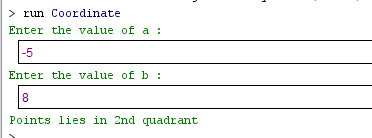 > run Coordinate
Enter the value of a :
-5
Enter the value of b :
8
Points lies in 2nd quadrant
>